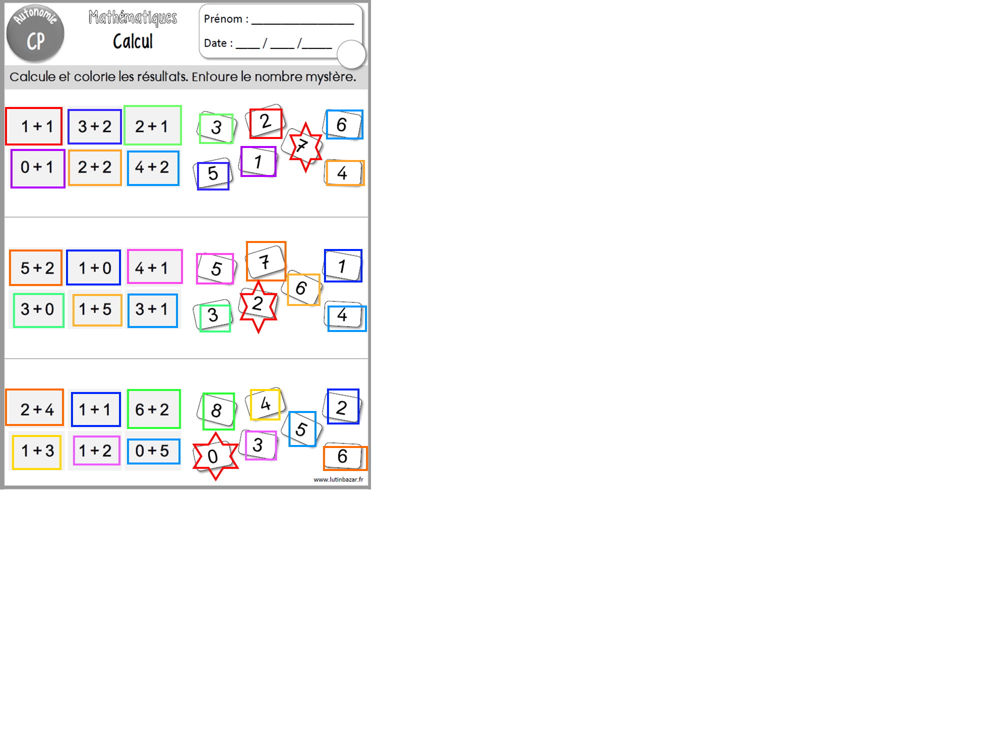 Autonomie
CP
Mathématiques
Calcul
Prénom : _________________
Date : ____ / ____ /_____
Calcule et colorie les résultats. Entoure le nombre mystère.
1 + 1 3 + 2 2 + 1
0 + 1 2 + 2 4 + 2
3 2 6
7
5 1 4
5 + 2 1 + 0 4 + 1
3 + 0 1 + 5 3 + 1
5 7 1
6
3 2 4
2 + 4 1 + 1 6 + 2
1 + 3 1 + 2 0 + 5
8 4 2
5
0 3 6
www.lutinbazar.fr